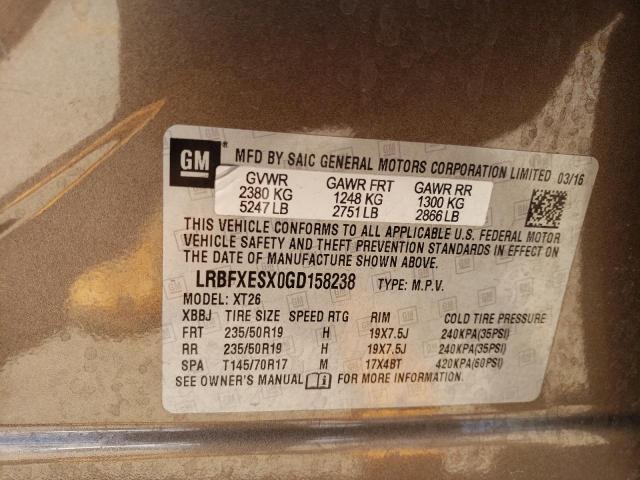 GM
MFD BY SAIC GENERAL MOTORS CORPORATION LIMITED 03/16
GVWR GAWR FRT GAWR RR
2380 KG 1248 KG 1300 KG
5247 LB 2751 LB 2866 LB
THIS VEHICLE CONFORMS TO ALL APPLICABLE U.S. FEDERAL MOTOR
VEHICLE SAFETY AND THEFT PREVENTION STANDARDS IN EFFECT ON
THE DATE OF MANUFACTURE SHOWN ABOVE.
LRBFXESX0GD158238 TYPE: M.P.V.
MODEL: XT26
XBBJ TIRE SIZE SPEED RTG RIM COLD TIRE PRESSURE
FRT 235/50R19 H 19X7.5J 240KPA(35PSI)
RR 235/50R19 H 19X7.5J 240KPA(35PSI)
SPA T145/70R17 M 17X4BT 420KPA(60PSI)
SEE OWNER'S MANUAL FOR MORE INFORMATION.